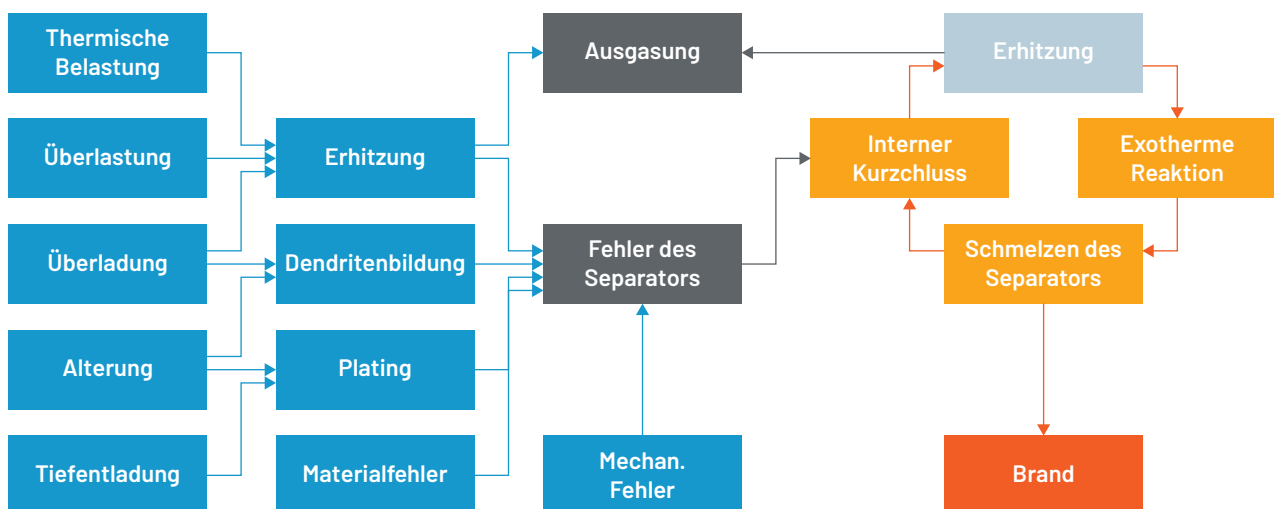 Thermische
Belastung
Ausgasung
Erhitzung
Überlastung
Erhitzung
Interner
Kurzchluss
Exotherme
Reaktion
Überladung
Dendritenbildung
Fehler des
Separators
Schmelzen des
Separators
Alterung
Plating
Tiefentladung
Materialfehler
Mechan.
Fehler
Brand